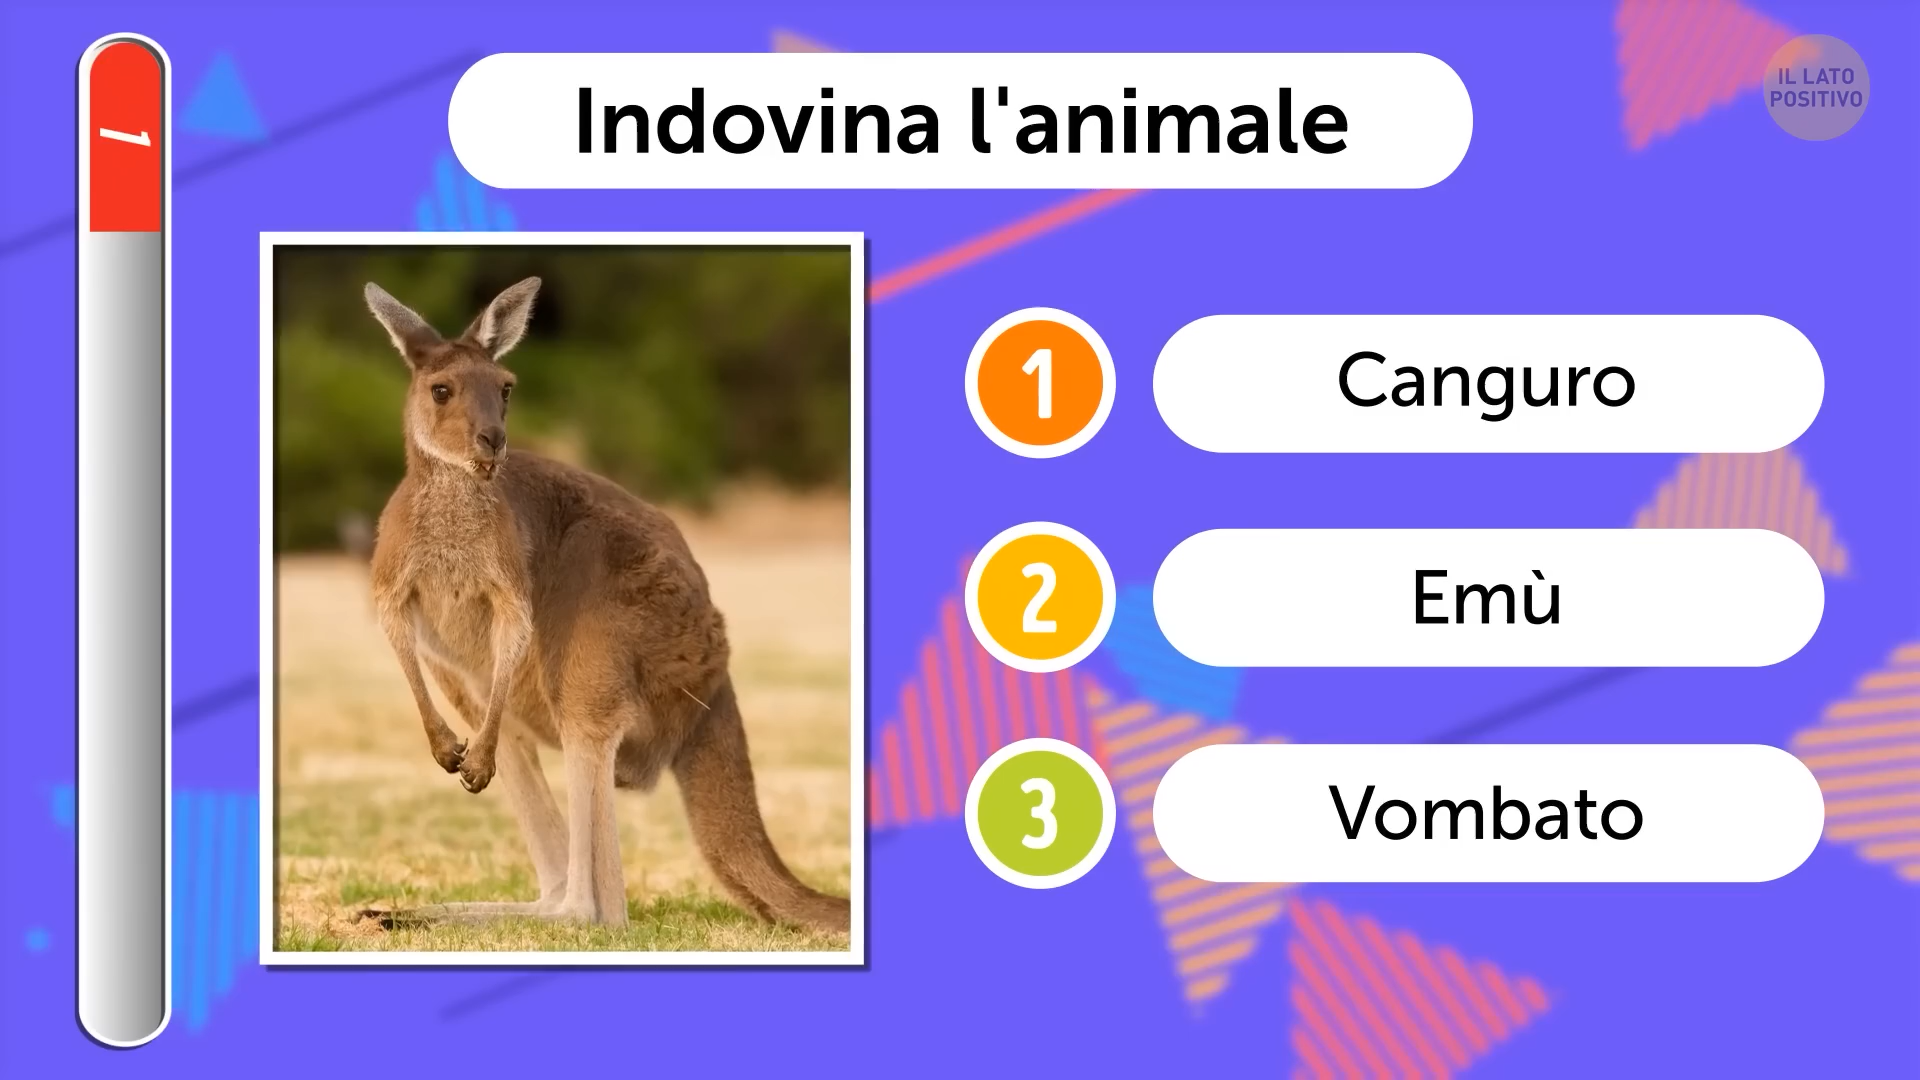 Indovina l'animale
IL LATO
POSITIVO
1
1
Canguro
2
Emù
3
Vombato